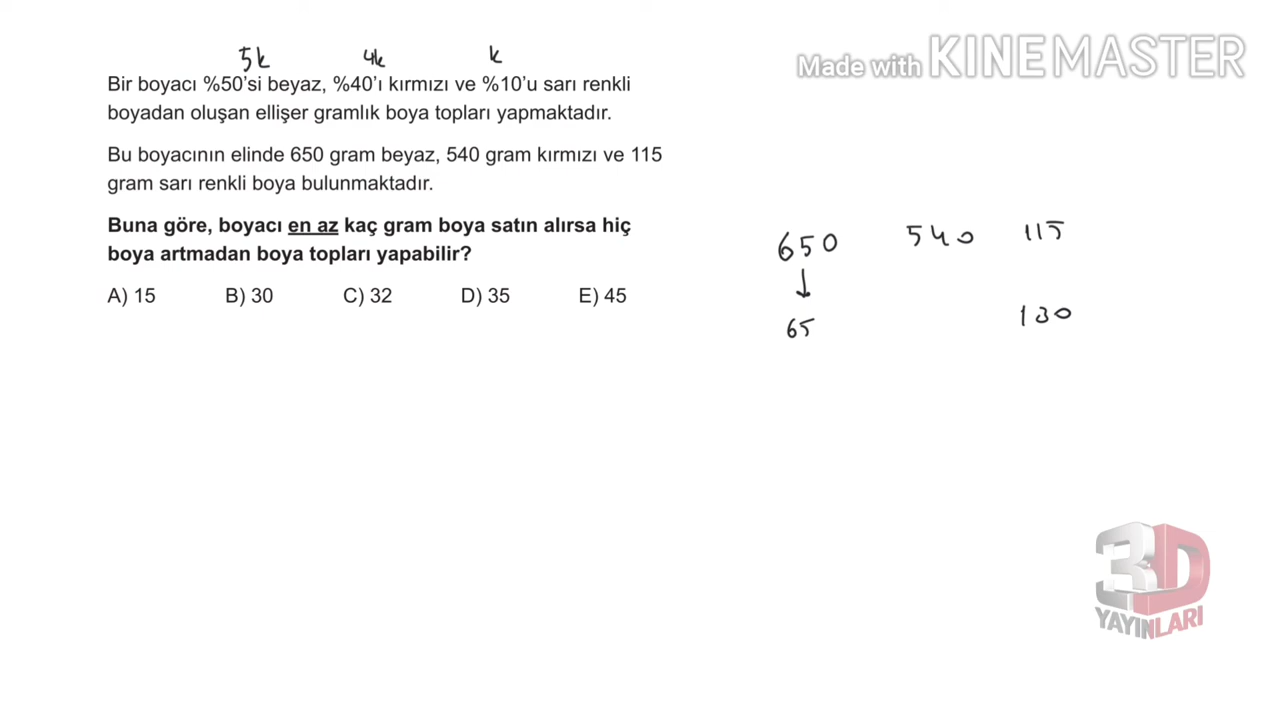 5k 4k k
Made with KINEMASTER
Bir boyacı %50'si beyaz, %40'ı kırmızı ve %10'u sarı renkli
boyadan oluşan ellişer gramlık boya topları yapmaktadır.
Bu boyacının elinde 650 gram beyaz, 540 gram kırmızı ve 115
gram sarı renkli boya bulunmaktadır.
Buna göre, boyacı en az kaç gram boya satın alırsa hiç
boya artmadan boya topları yapabilir?
A) 15 B) 30 C) 32 D) 35 E) 45
650 540 115
65 130
3D
YAYINLARI